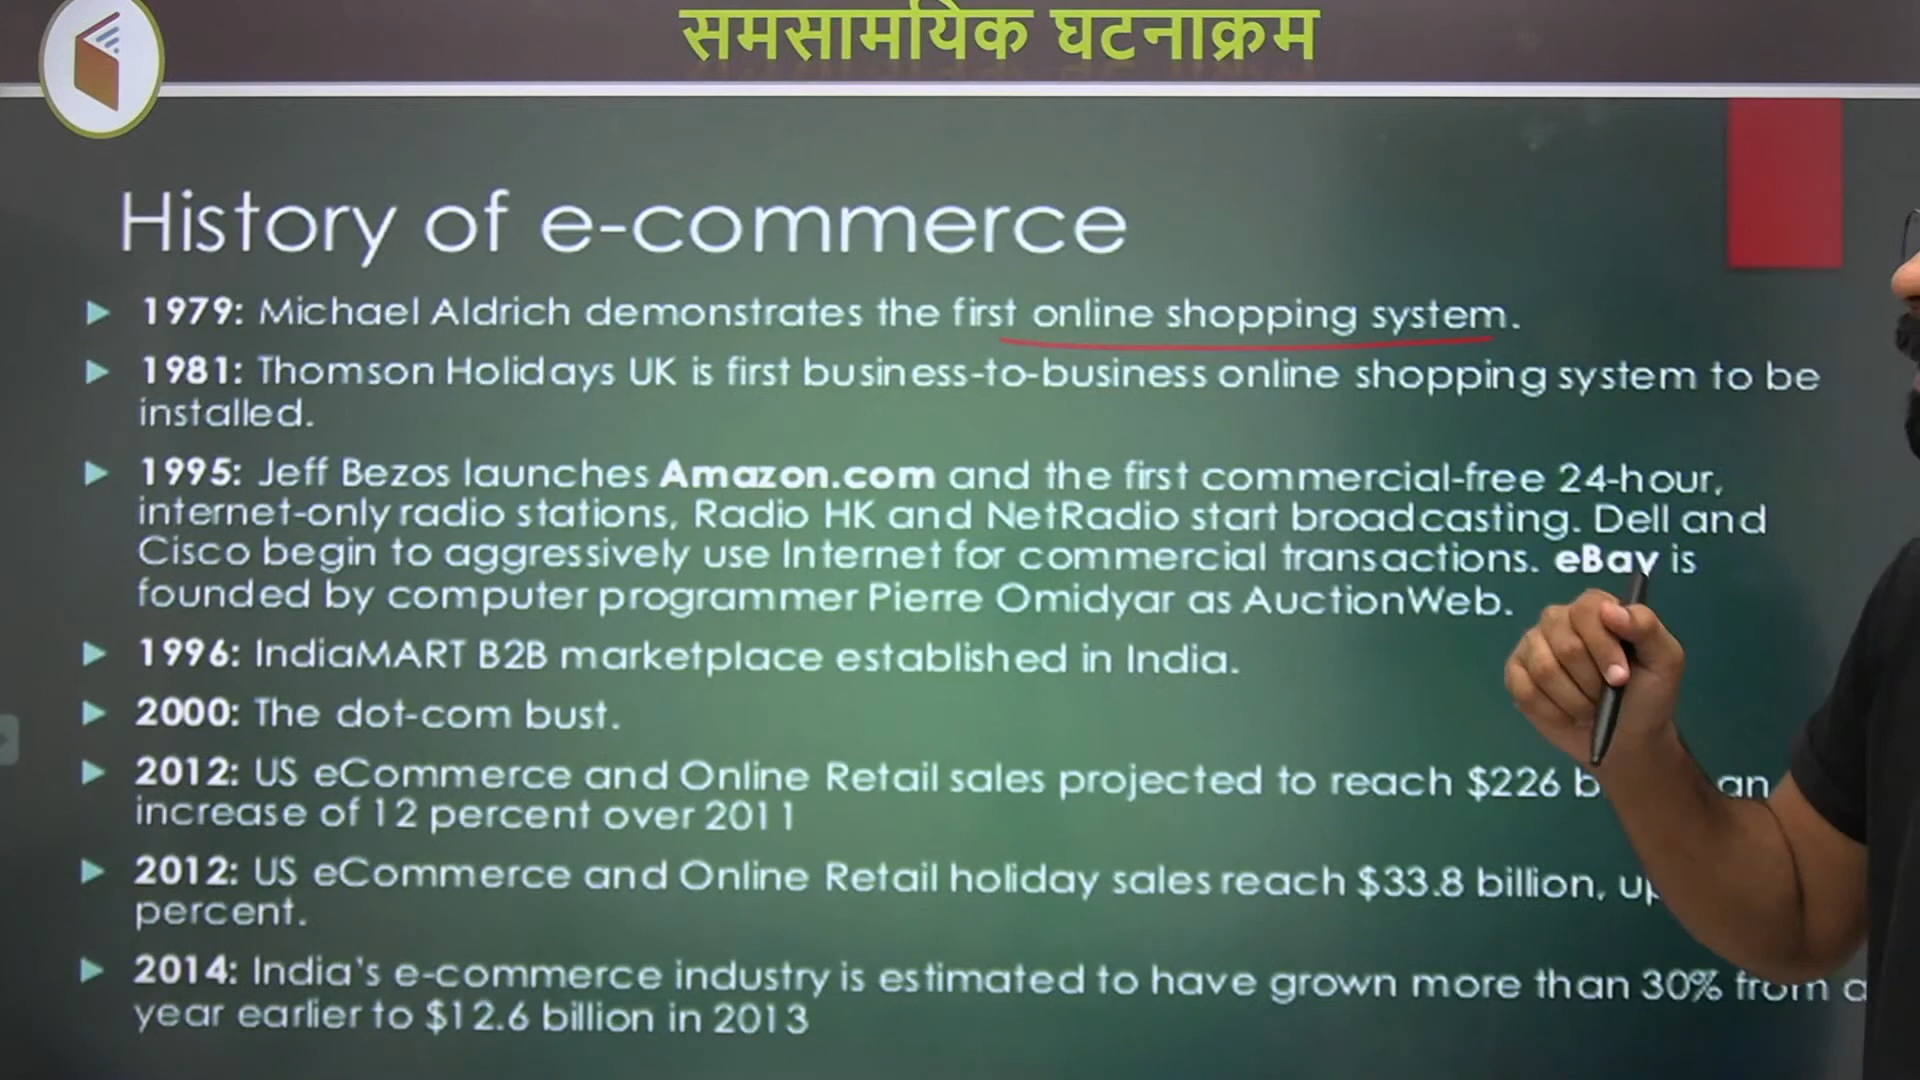 समसामयिक घटनाक्रम
History of e-commerce
1979: Michael Aldrich demonstrates the first online shopping system.
1981: Thomson Holidays UK is first business-to-business online shopping system to be
installed.
1995: Jeff Bezos launches Amazon.com and the first commercial-free 24-hour,
internet-only radio stations, Radio HK and NetRadio start broadcasting. Dell and
Cisco begin to aggressively use Internet for commercial transactions. eBay is
founded by computer programmer Pierre Omidyar as AuctionWeb.
1996: IndiaMART B2B marketplace established in India.
2000: The dot-com bust.
2012: US eCommerce and Online Retail sales projected to reach $226 an
increase of 12 percent over 2011
2012: US eCommerce and Online Retail holiday sales reach $33.8 billion,
percent.
2014: India's e-commerce industry is estimated to have grown more than 30% from a
year earlier to $12.6 billion in 2013